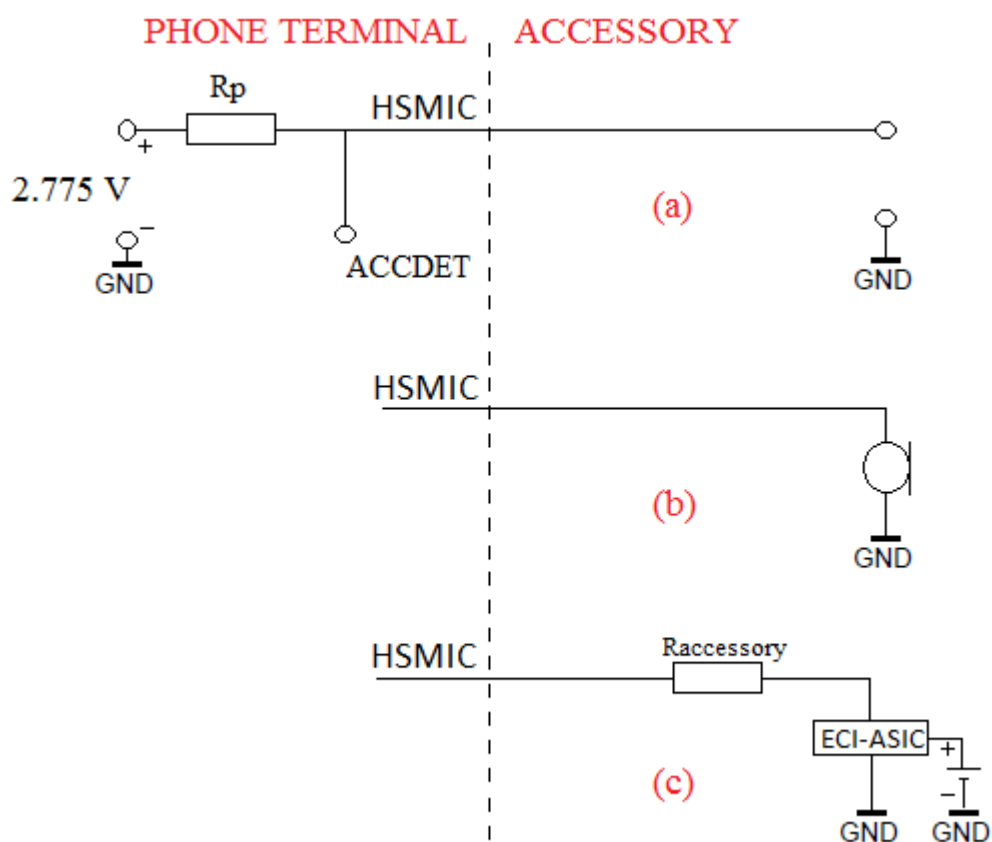 PHONE TERMINAL
ACCESSORY
Rp
HSMIC
+
2.775 V
(a)
−
ACCDET
GND
GND
HSMIC
(b)
GND
HSMIC
Raccessory
ECI-ASIC
+
(c)
−
GND
GND